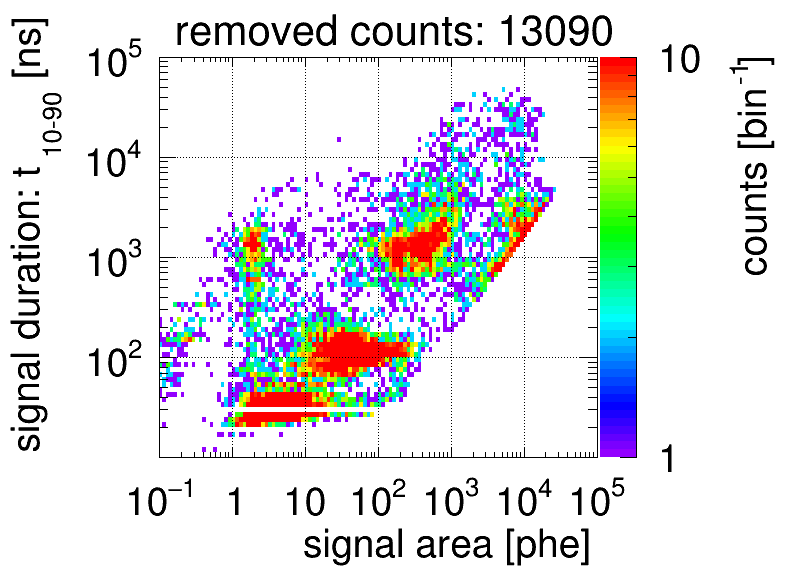 removed counts: 13090
signal duration: t 10-90 [ns]
10^5
10^4
10^3
10^2
10^-1 1 10 10^2 10^3 10^4 10^5
signal area [phe]
10
1
counts [bin^-1]